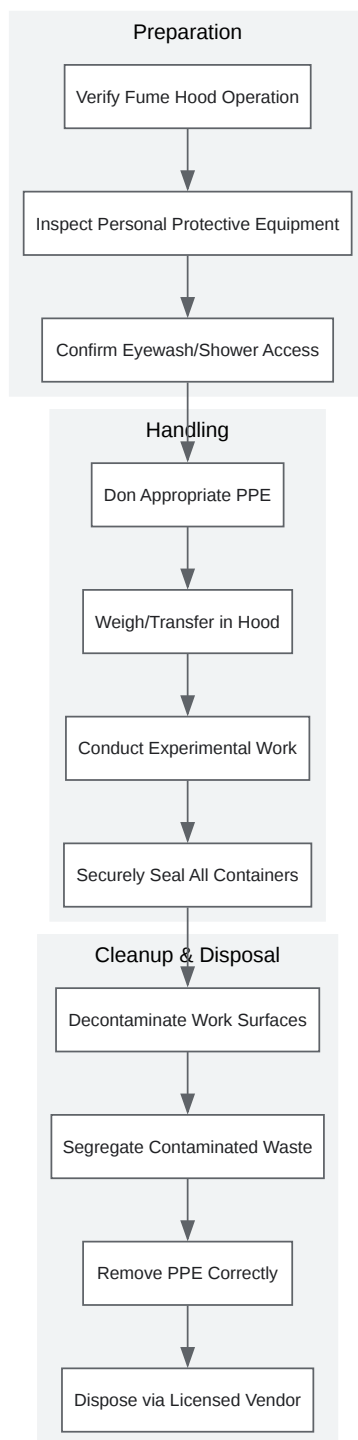 Preparation
Verify Fume Hood Operation
Inspect Personal Protective Equipment
Confirm Eyewash/Shower Access
Handling
Don Appropriate PPE
Weigh/Transfer in Hood
Conduct Experimental Work
Securely Seal All Containers
Cleanup & Disposal
Decontaminate Work Surfaces
Segregate Contaminated Waste
Remove PPE Correctly
Dispose via Licensed Vendor